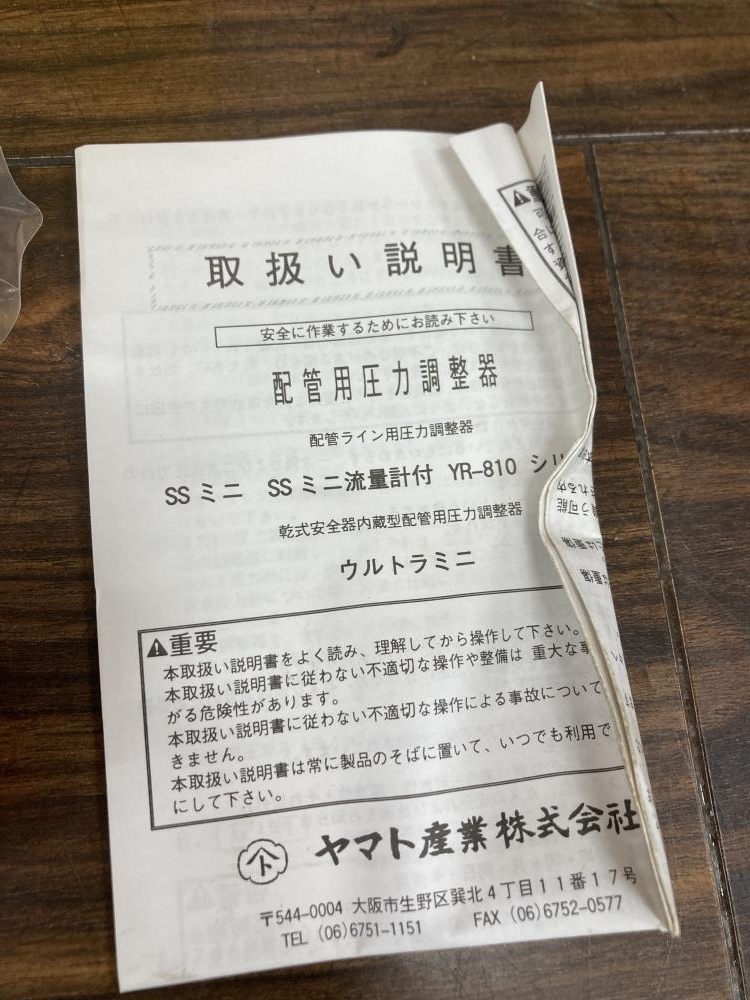 取扱い説明書
安全に作業するためにお読み下さい
配管用圧力調整器
配管ライン用圧力調整器
SSミニ SSミニ流量計付 YR-810 シリ
乾式安全器内蔵型配管用圧力調整器
ウルトラミニ
⚠重要
本取扱い説明書をよく読み、理解してから操作して下さい。
本取扱い説明書に従わない不適切な操作や整備は 重大な事
がる危険性があります。
本取扱い説明書に従わない不適切な操作による事故について
きません。
本取扱い説明書は常に製品のそばに置いて、いつでも利用で
にして下さい。
ヤマト産業株式会社
〒544-0004 大阪市生野区巽北4丁目11番17号
TEL (06)6751-1151 FAX (06)6752-0577